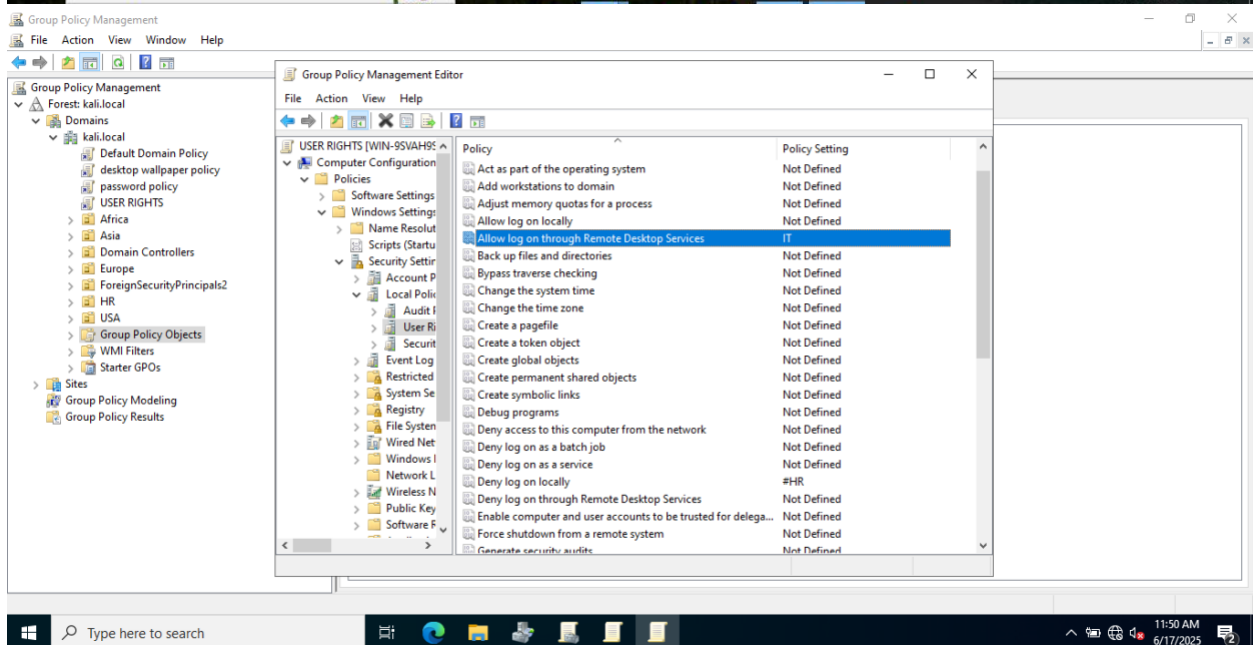 Group Policy Management
File Action View Window Help
Group Policy Management
Forest: kali.local
Domains
kali.local
Default Domain Policy
desktop wallpaper policy
password policy
USER RIGHTS
Africa
Asia
Domain Controllers
Europe
ForeignSecurityPrincipals2
HR
USA
Group Policy Objects
WMI Filters
Starter GPOs
Sites
Group Policy Modeling
Group Policy Results
Group Policy Management Editor
File Action View Help
USER RIGHTS [WIN-9SVAH9S
Computer Configuration
Policies
Software Settings
Windows Settings
Name Resolut
Scripts (Startu
Security Settin
Account P
Local Polic
Audit P
User Ri
Securit
Event Log
Restricted
System Se
Registry
File System
Wired Net
Windows
Network L
Wireless N
Public Key
Software R
Policy Policy Setting
Act as part of the operating system Not Defined
Add workstations to domain Not Defined
Adjust memory quotas for a process Not Defined
Allow log on locally Not Defined
Allow log on through Remote Desktop Services IT
Back up files and directories Not Defined
Bypass traverse checking Not Defined
Change the system time Not Defined
Change the time zone Not Defined
Create a pagefile Not Defined
Create a token object Not Defined
Create global objects Not Defined
Create permanent shared objects Not Defined
Create symbolic links Not Defined
Debug programs Not Defined
Deny access to this computer from the network Not Defined
Deny log on as a batch job Not Defined
Deny log on as a service Not Defined
Deny log on locally #HR
Deny log on through Remote Desktop Services Not Defined
Enable computer and user accounts to be trusted for delega... Not Defined
Force shutdown from a remote system Not Defined
Generate security audits Not Defined
Type here to search
11:50 AM
6/17/2025
2